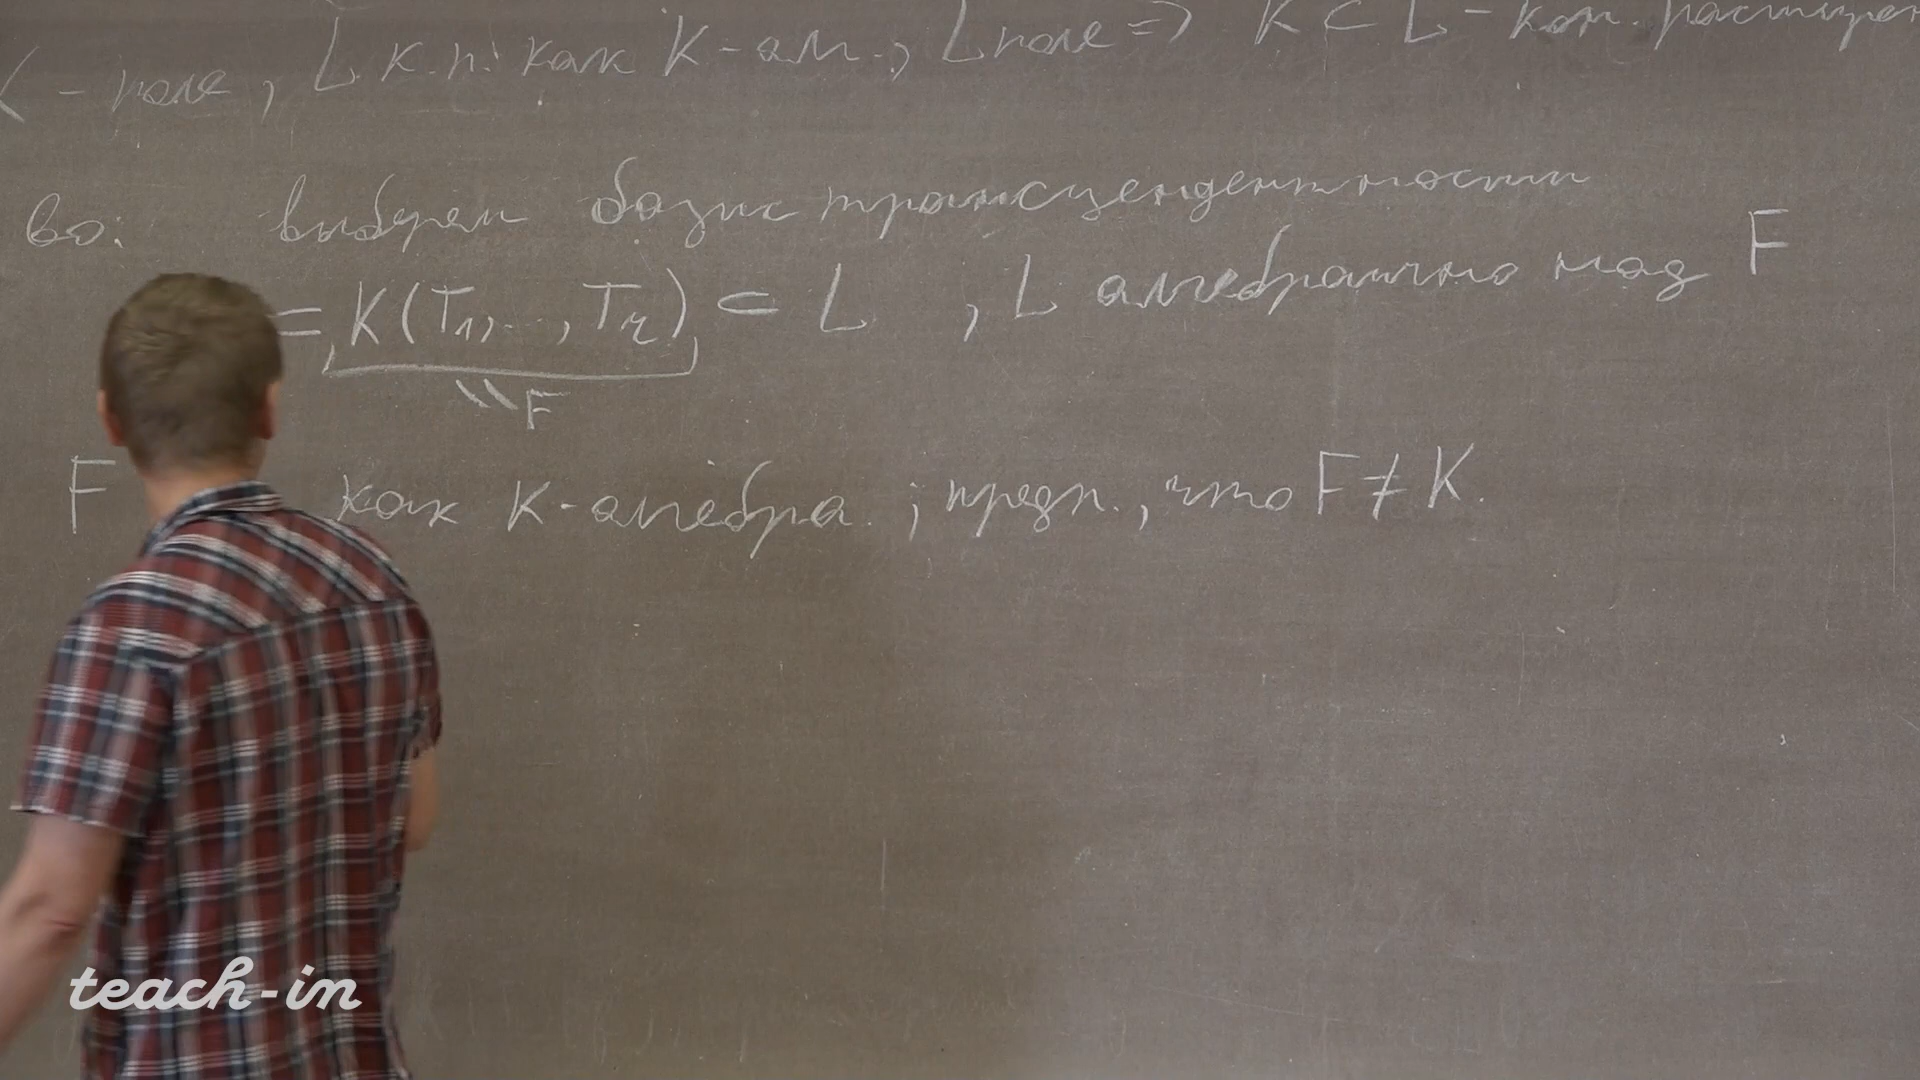 K - поле, L к.п. как K-алг., L поле => K ⊂ L - кон. расширен
во: выберем базис трансцендентности
= K(T₁, ..., Tᵣ) ⊂ L , L алгебраично над F
\\ F
F как K-алгебра ; предп., что F ≠ K.
teach-in